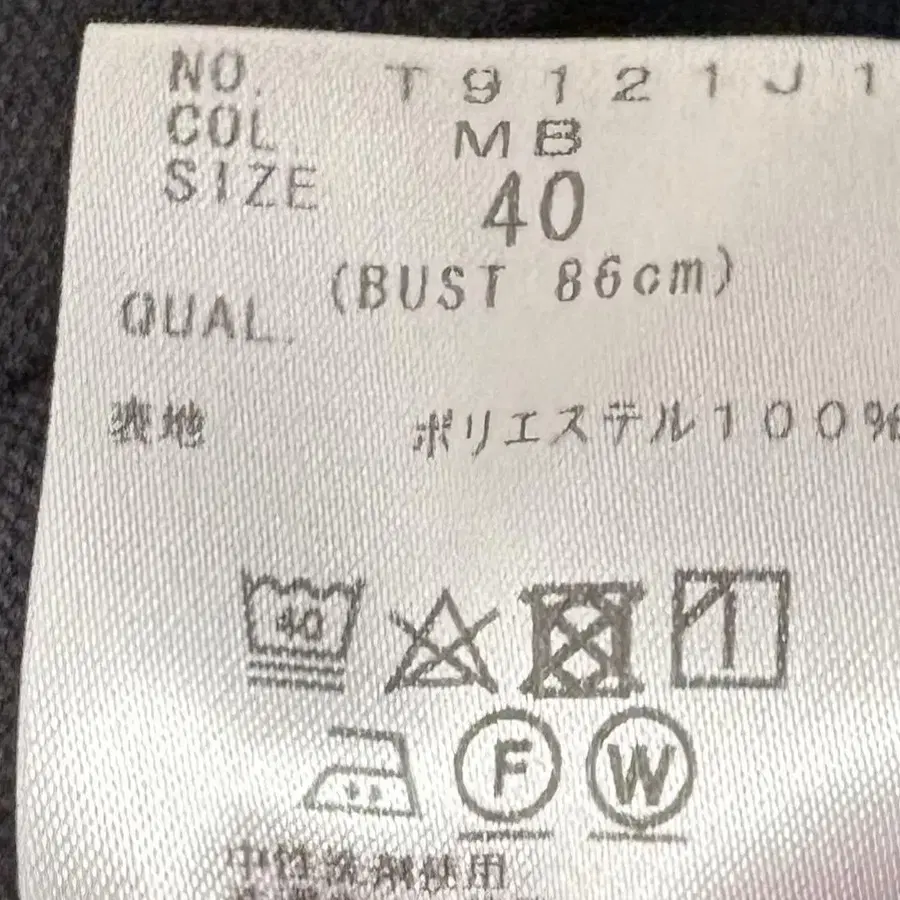 NO. T9121J1
COL MB
SIZE 40
(BUST 86cm)
QUAL.
表地 ポリエステル100%
40
F W
中性洗剤使用